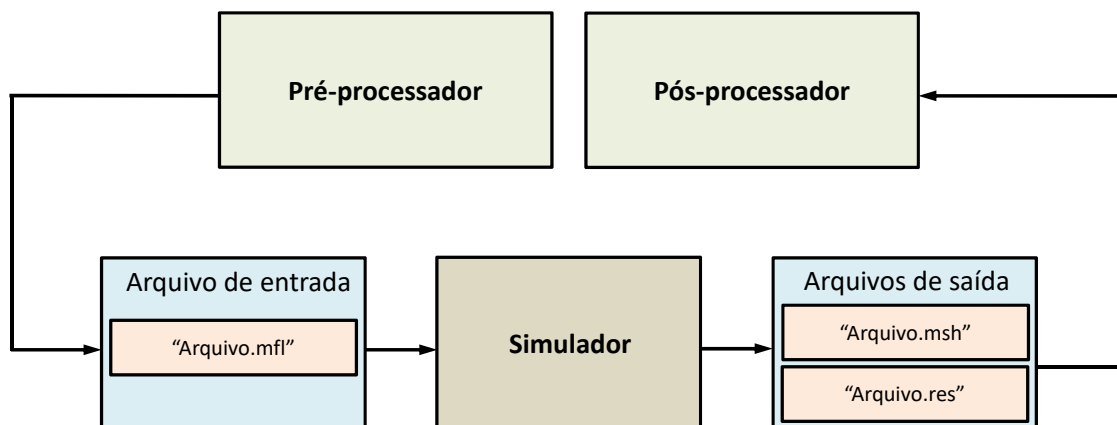 Pré-processador
Pós-processador
Arquivo de entrada
“Arquivo.mfl”
Simulador
Arquivos de saída
“Arquivo.msh”
“Arquivo.res”